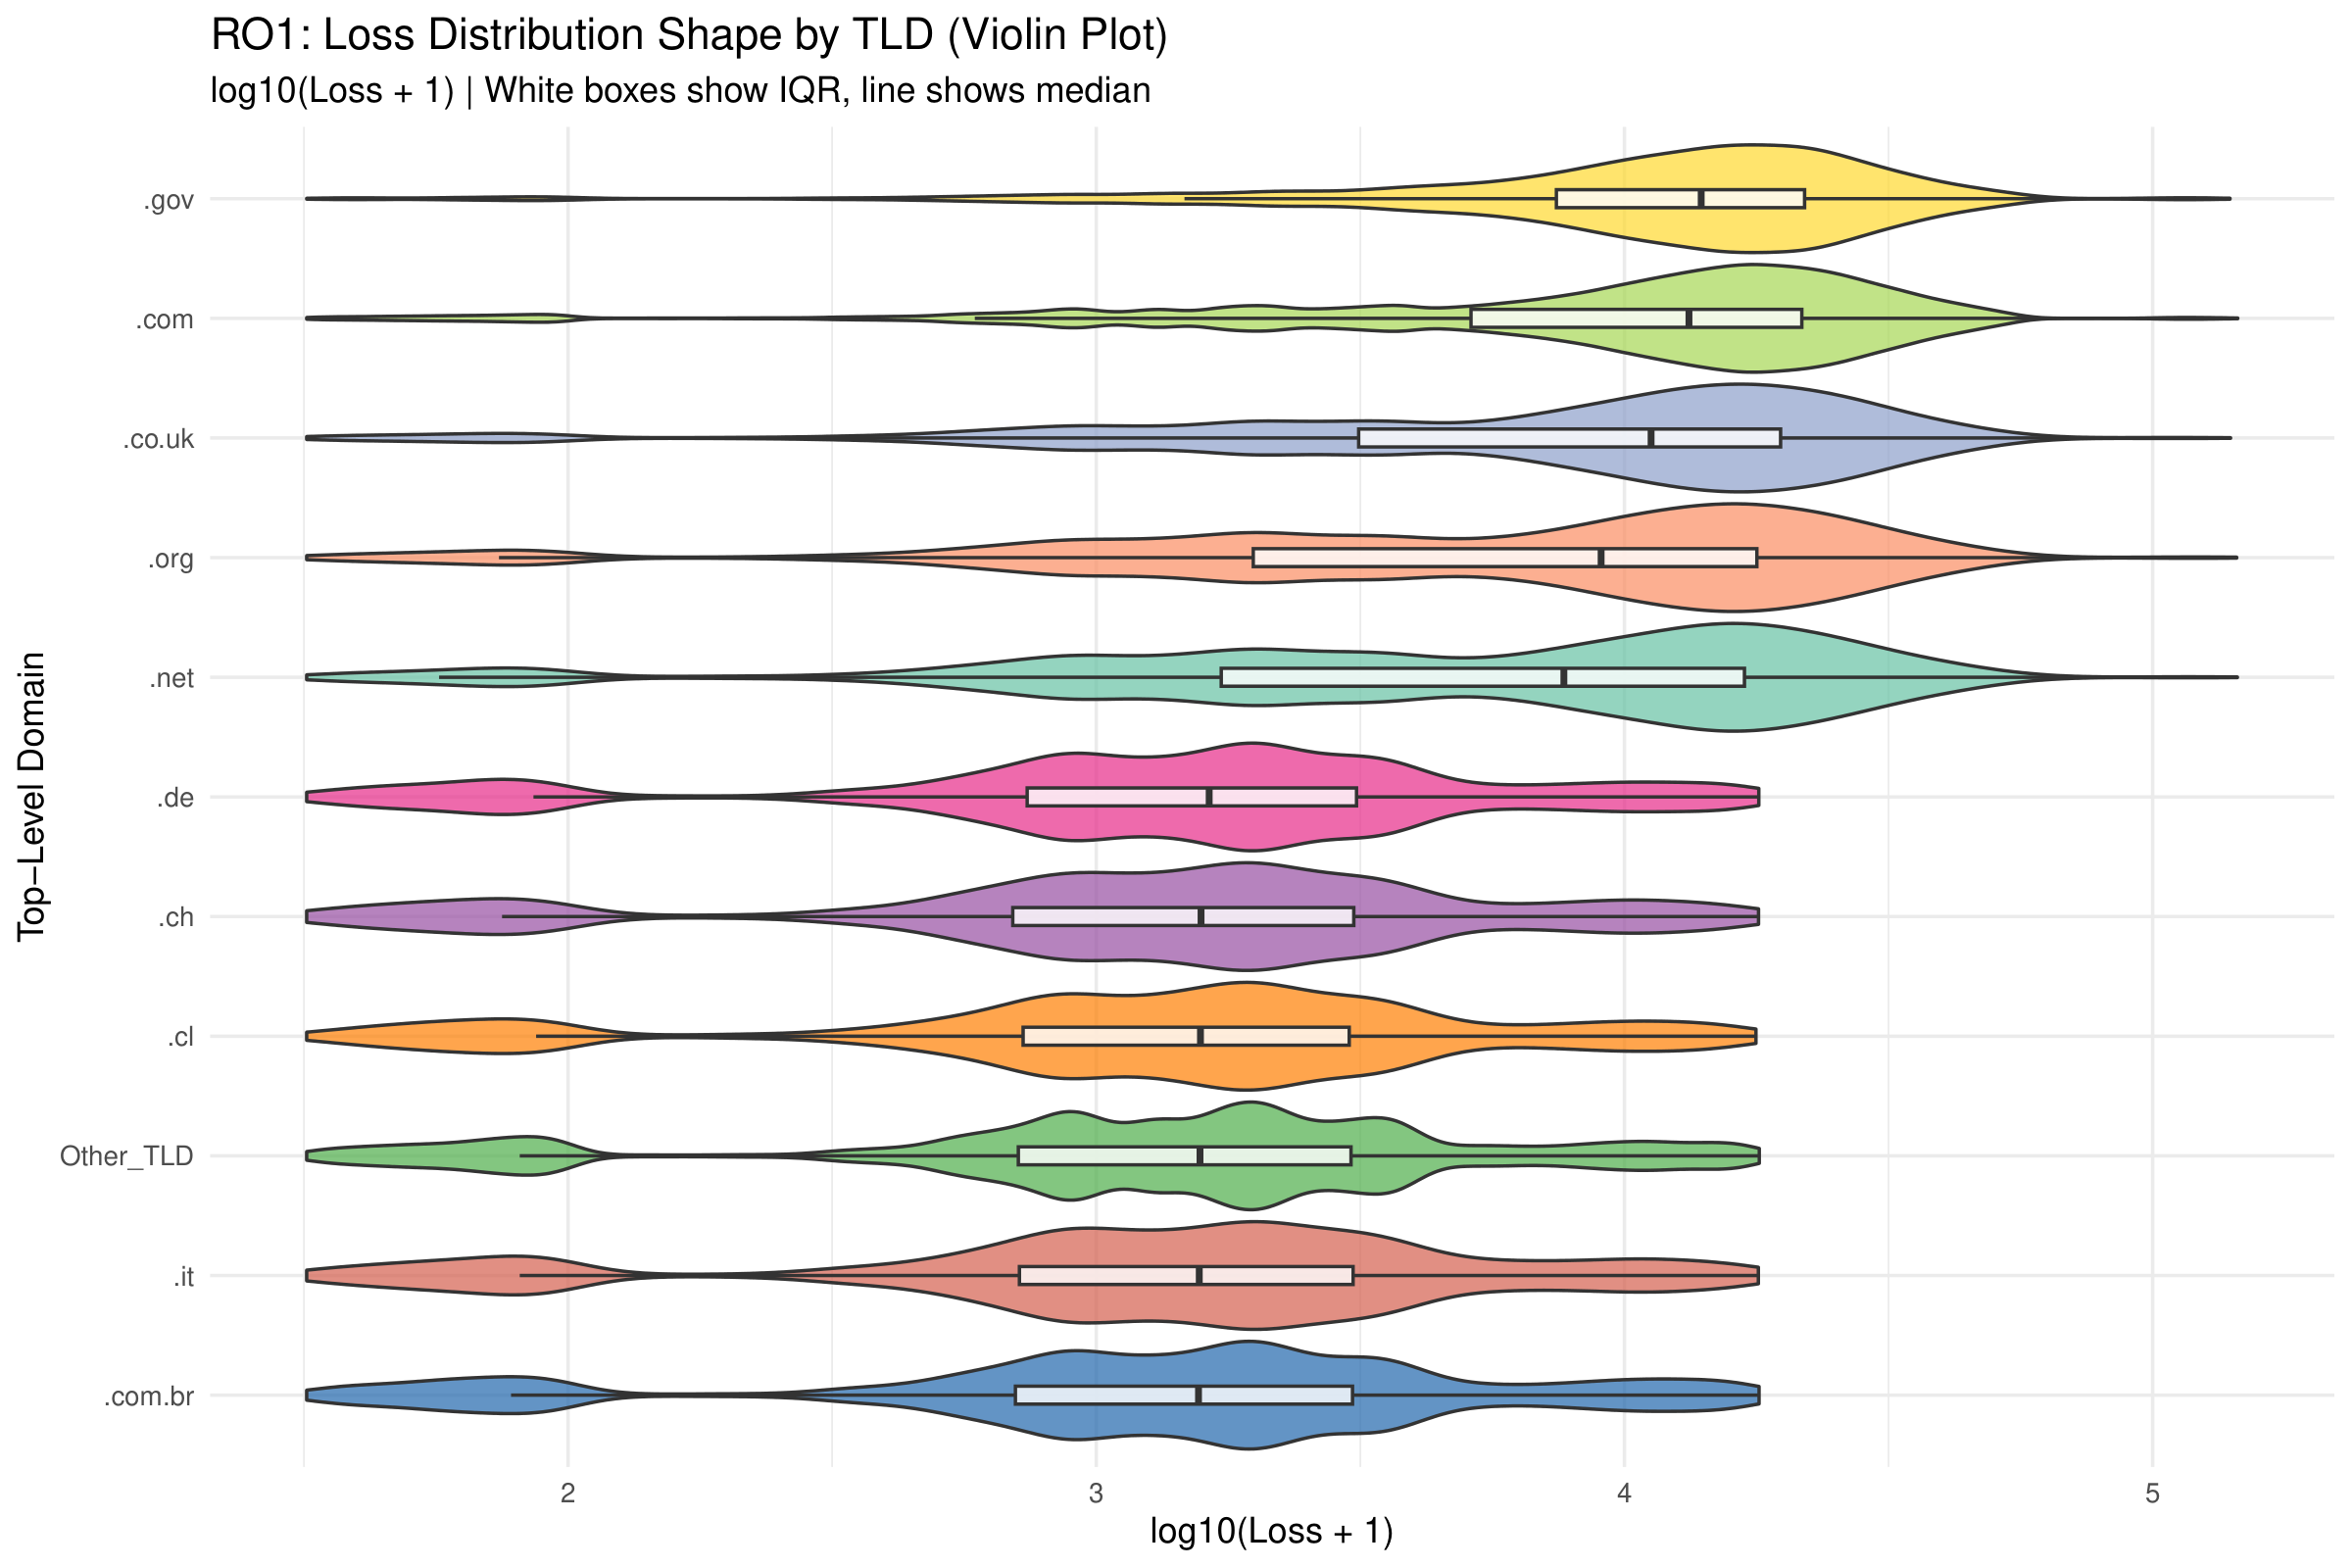 RO1: Loss Distribution Shape by TLD (Violin Plot)
log10(Loss + 1) | White boxes show IQR, line shows median
Top−Level Domain
.gov
.com
.co.uk
.org
.net
.de
.ch
.cl
Other_TLD
.it
.com.br
2 3 4 5
log10(Loss + 1)